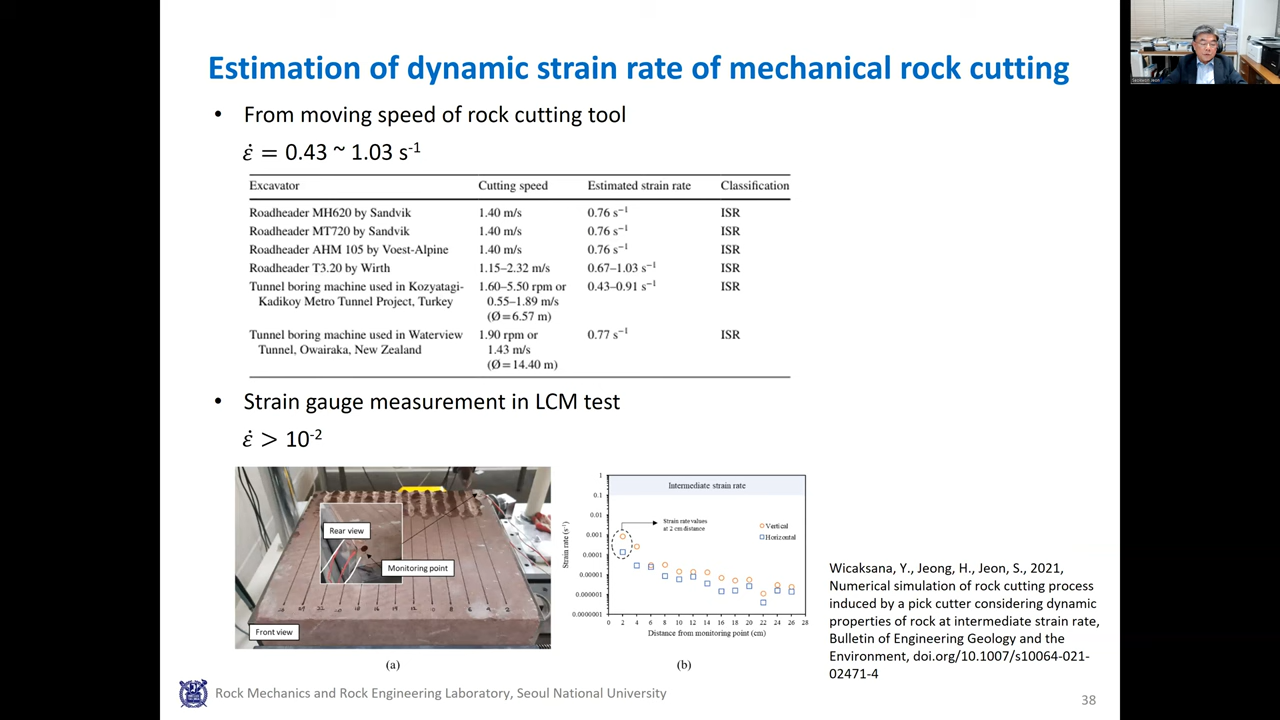 Estimation of dynamic strain rate of mechanical rock cutting
• From moving speed of rock cutting tool
ε̇ = 0.43 ~ 1.03 s⁻¹
Excavator Cutting speed Estimated strain rate Classification
Roadheader MH620 by Sandvik 1.40 m/s 0.76 s⁻¹ ISR
Roadheader MT720 by Sandvik 1.40 m/s 0.76 s⁻¹ ISR
Roadheader AHM 105 by Voest-Alpine 1.40 m/s 0.76 s⁻¹ ISR
Roadheader T3.20 by Wirth 1.15–2.32 m/s 0.67–1.03 s⁻¹ ISR
Tunnel boring machine used in Kozyatagi- 1.60–5.50 rpm or 0.43–0.91 s⁻¹ ISR
Kadikoy Metro Tunnel Project, Turkey 0.55–1.89 m/s
(Ø=6.57 m)
Tunnel boring machine used in Waterview 1.90 rpm or 0.77 s⁻¹ ISR
Tunnel, Owairaka, New Zealand 1.43 m/s
(Ø=14.40 m)
• Strain gauge measurement in LCM test
ε̇ > 10⁻²
Rear view
Monitoring point
Front view
(a)
Intermediate strain rate
Strain rate values
at 2 cm distance
Vertical
Horizontal
Strain rate (s⁻¹)
1
0.1
0.01
0.001
0.0001
0.00001
0.000001
0.0000001
0 2 4 6 8 10 12 14 16 18 20 22 24 26 28
Distance from monitoring point (cm)
(b)
Wicaksana, Y., Jeong, H., Jeon, S., 2021,
Numerical simulation of rock cutting process
induced by a pick cutter considering dynamic
properties of rock at intermediate strain rate,
Bulletin of Engineering Geology and the
Environment, doi.org/10.1007/s10064-021-
02471-4
Rock Mechanics and Rock Engineering Laboratory, Seoul National University
38